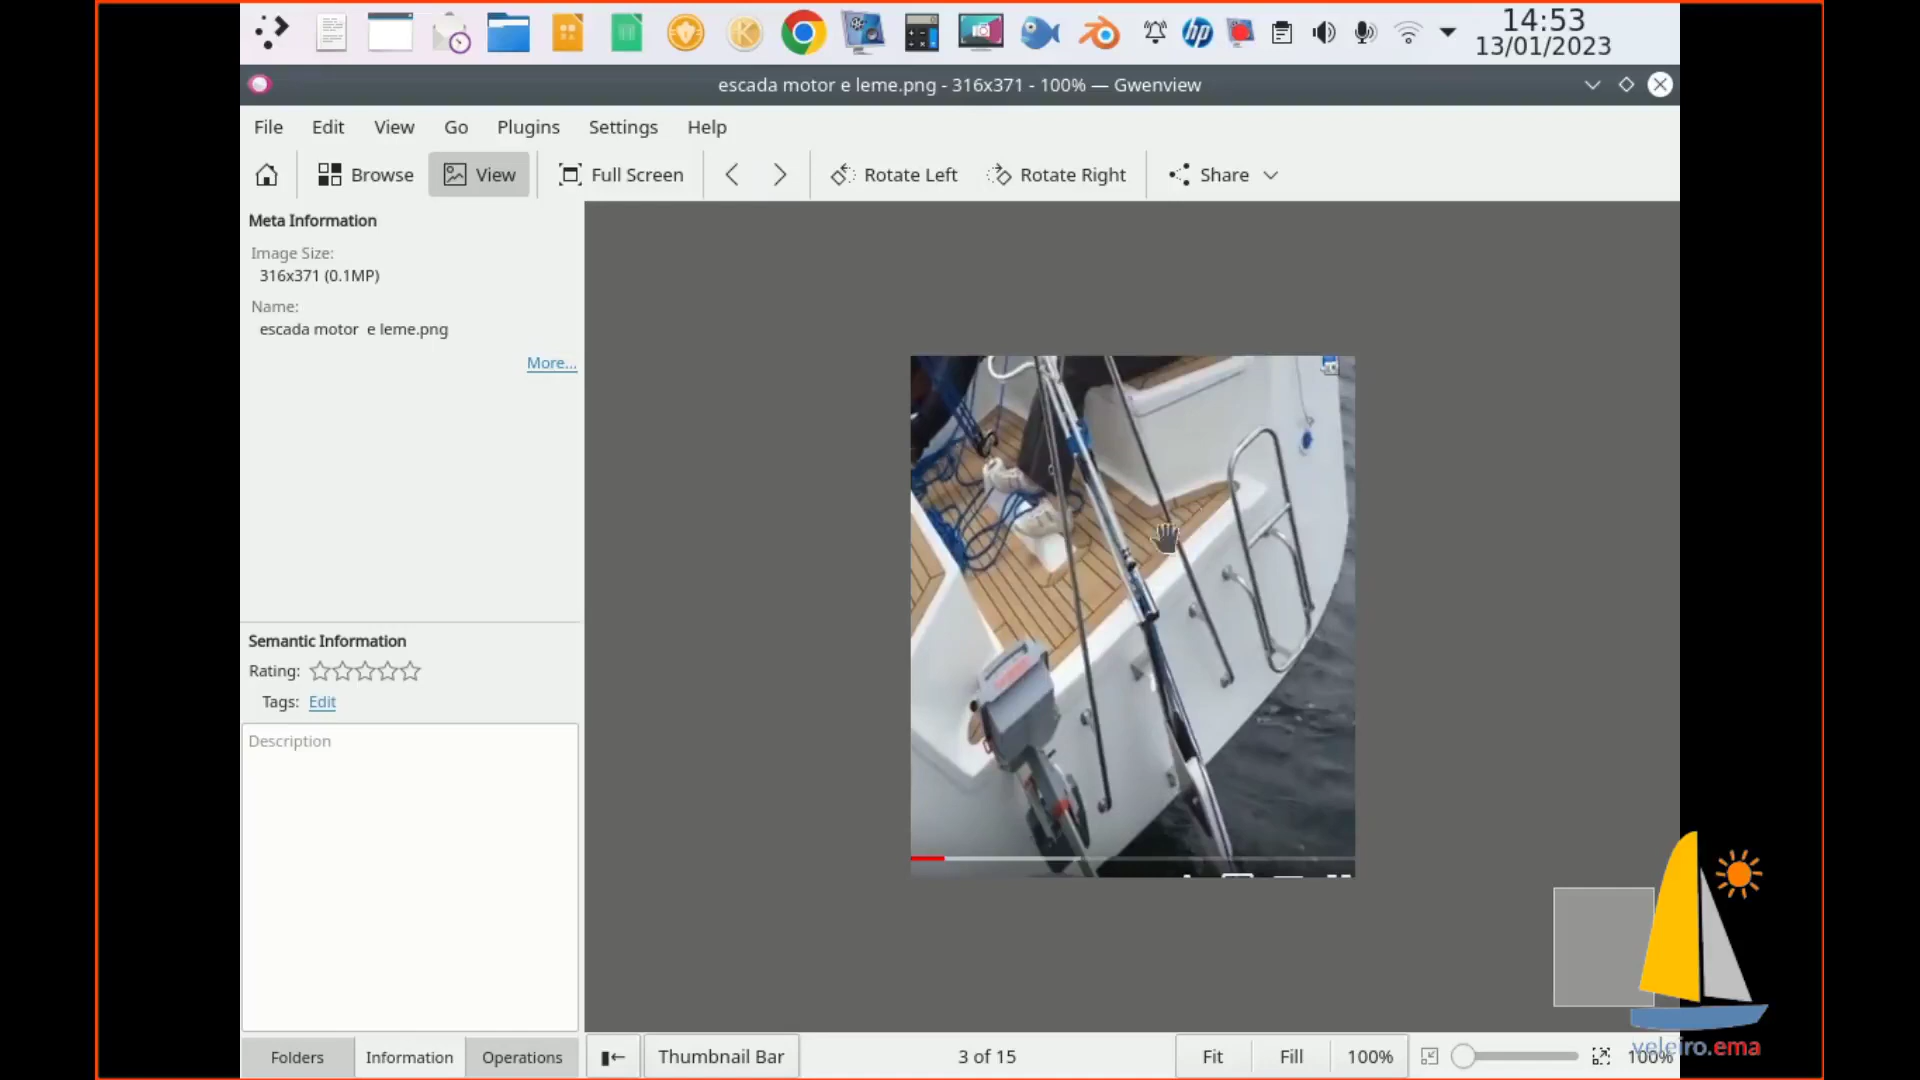 14:53
13/01/2023
hp
escada motor e leme.png - 316x371 - 100% — Gwenview
File Edit View Go Plugins Settings Help
Browse View Full Screen Rotate Left Rotate Right Share
Meta Information
Image Size:
316x371 (0.1MP)
Name:
escada motor  e leme.png
More...
Semantic Information
Rating:
Tags: Edit
Description
Folders Information Operations Thumbnail Bar 3 of 15 Fit Fill 100% 100%
veleiro.ema